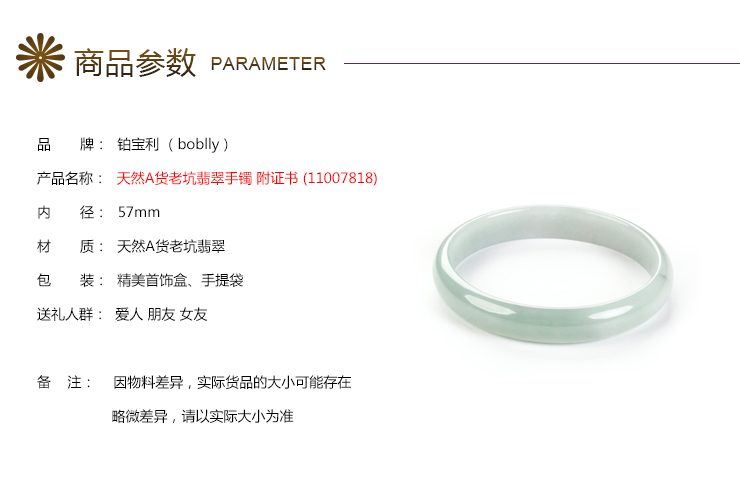 商品参数 PARAMETER
品 牌： 铂宝利（boblly）
产品名称： 天然A货老坑翡翠手镯 附证书 (11007818)
内 径： 57mm
材 质： 天然A货老坑翡翠
包 装： 精美首饰盒、手提袋
送礼人群： 爱人 朋友 女友
备 注： 因物料差异，实际货品的大小可能存在
略微差异，请以实际大小为准